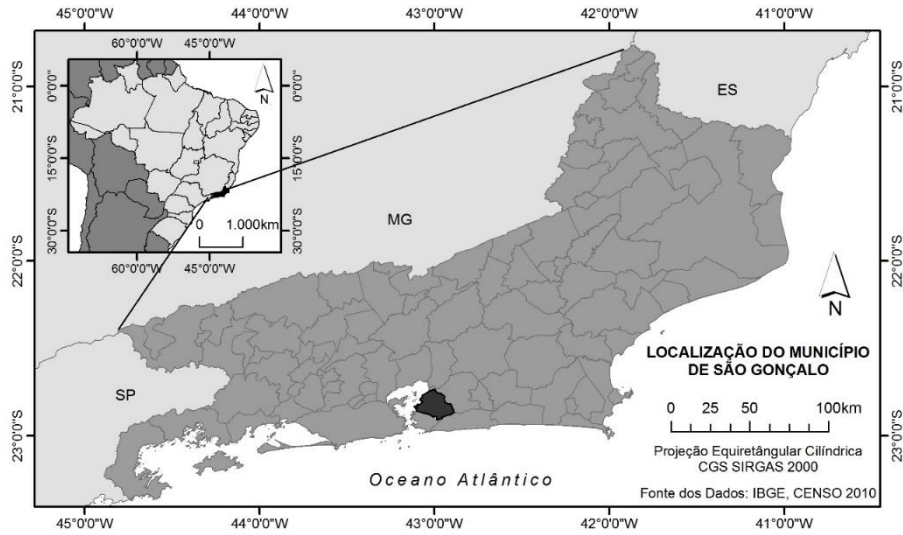 45°0'0"W 44°0'0"W 43°0'0"W 42°0'0"W 41°0'0"W
60°0'0"W 45°0'0"W
0°0'0" 0°0'0"
15°0'0"S 15°0'0"S
30°0'0"S 30°0'0"S
N
0 1.000km
60°0'0"W 45°0'0"W
21°0'0"S 21°0'0"S
ES
MG
22°0'0"S 22°0'0"S
N
SP
LOCALIZAÇÃO DO MUNICÍPIO
DE SÃO GONÇALO
0 25 50 100km
23°0'0"S 23°0'0"S
Projeção Equiretângular Cilíndrica
CGS SIRGAS 2000
Oceano Atlântico
Fonte dos Dados: IBGE, CENSO 2010
45°0'0"W 44°0'0"W 43°0'0"W 42°0'0"W 41°0'0"W